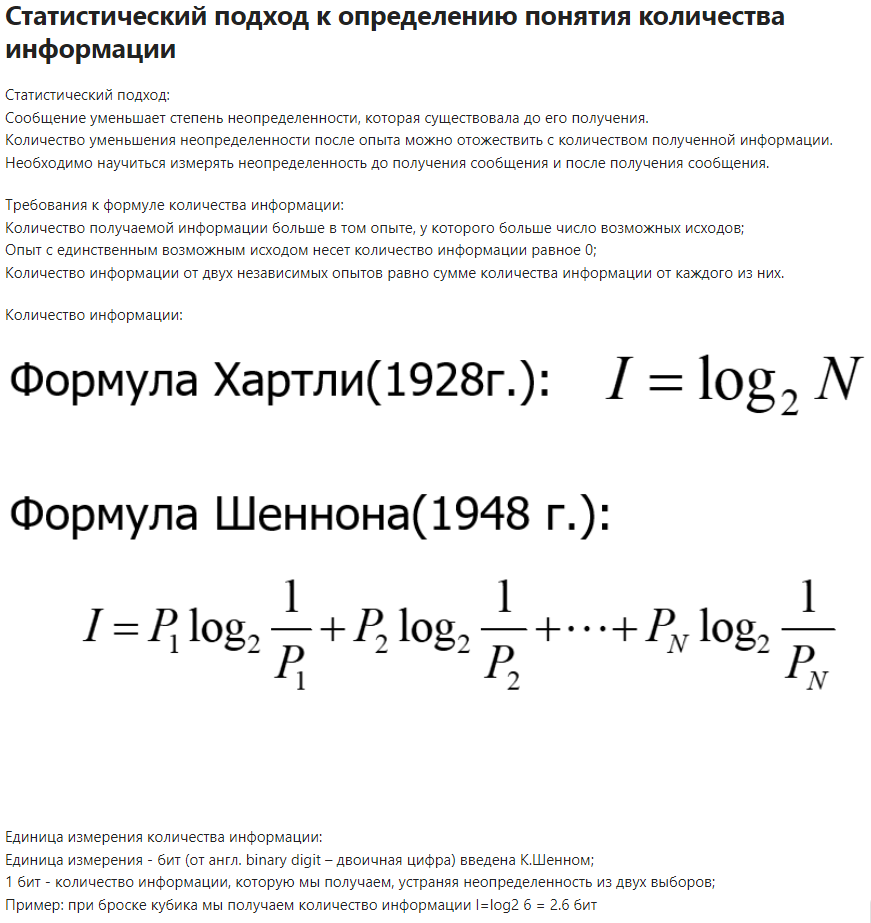 Статистический подход к определению понятия количества
информации
Статистический подход:
Сообщение уменьшает степень неопределенности, которая существовала до его получения.
Количество уменьшения неопределенности после опыта можно отожествить с количеством полученной информации.
Необходимо научиться измерять неопределенность до получения сообщения и после получения сообщения.
Требования к формуле количества информации:
Количество получаемой информации больше в том опыте, у которого больше число возможных исходов;
Опыт с единственным возможным исходом несет количество информации равное 0;
Количество информации от двух независимых опытов равно сумме количества информации от каждого из них.
Количество информации:
Формула Хартли(1928г.): I = log₂ N
Формула Шеннона(1948 г.):
I = P₁ log₂ 1/P₁ + P₂ log₂ 1/P₂ + ⋯ + P_N log₂ 1/P_N
Единица измерения количества информации:
Единица измерения - бит (от англ. binary digit – двоичная цифра) введена К.Шенном;
1 бит - количество информации, которую мы получаем, устраняя неопределенность из двух выборов;
Пример: при броске кубика мы получаем количество информации I=log2 6 = 2.6 бит